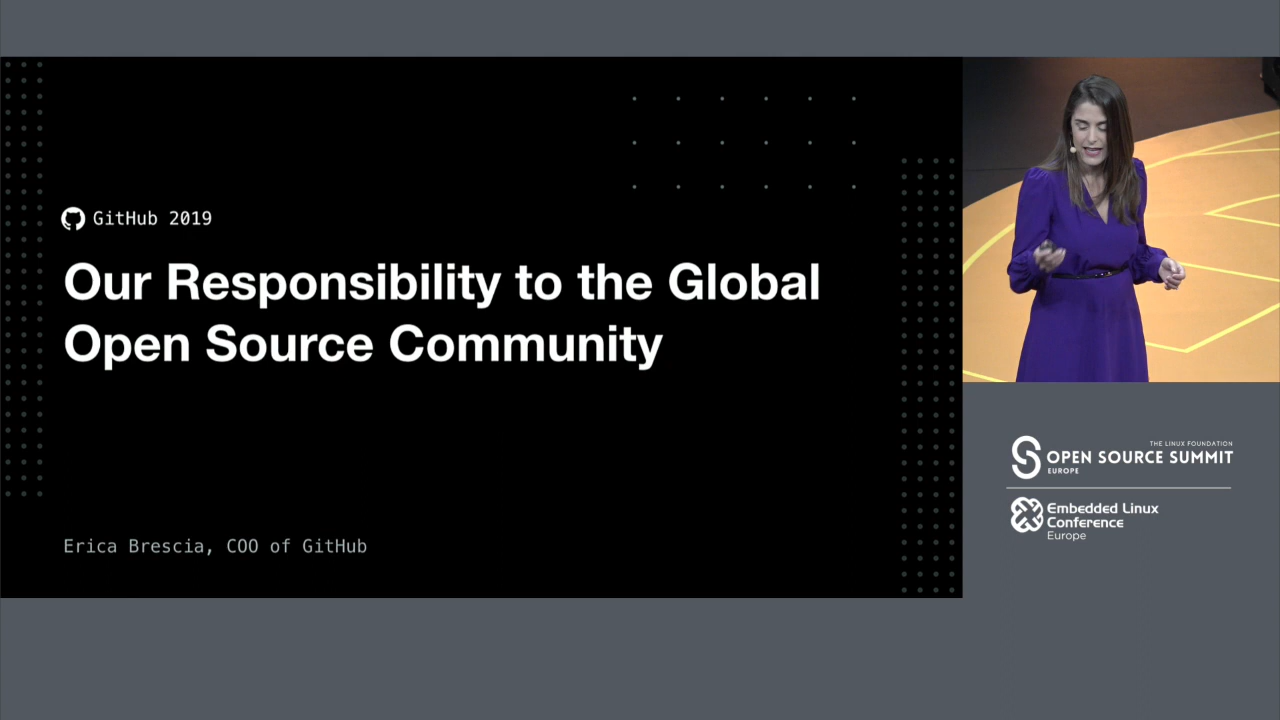 GitHub 2019
Our Responsibility to the Global
Open Source Community
Erica Brescia, COO of GitHub
THE LINUX FOUNDATION
OPEN SOURCE SUMMIT
EUROPE
Embedded Linux
Conference
Europe